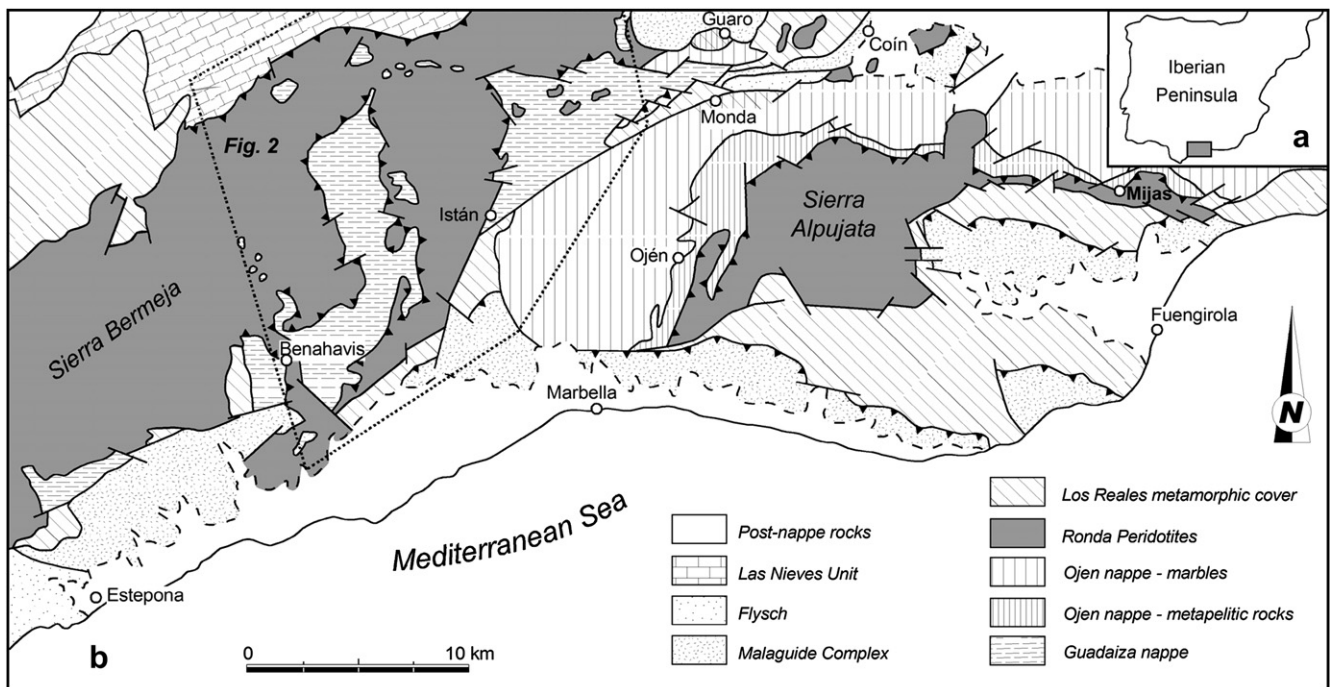 Guaro
Coín
Iberian
Peninsula
a
Monda
Fig. 2
Mijas
Istán
Sierra
Alpujata
Ojén
Sierra Bermeja
Fuengirola
Benahavis
Marbella
N
Mediterranean Sea
Estepona
b
0 10 km
Post-nappe rocks
Las Nieves Unit
Flysch
Malaguide Complex
Los Reales metamorphic cover
Ronda Peridotites
Ojen nappe - marbles
Ojen nappe - metapelitic rocks
Guadaiza nappe